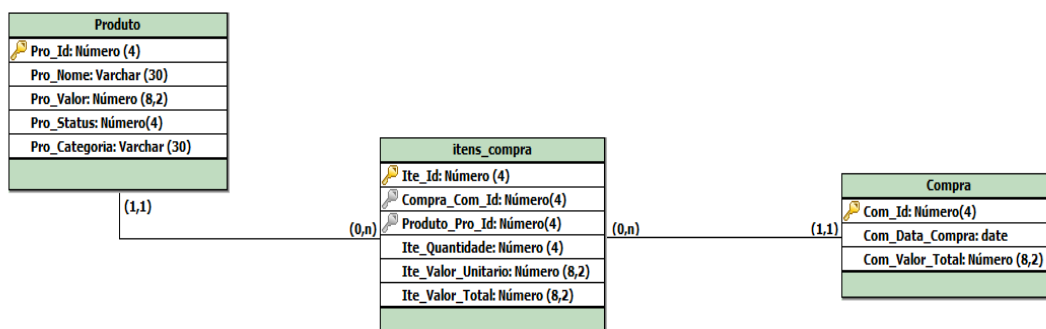 Produto
Pro_Id: Número (4)
Pro_Nome: Varchar (30)
Pro_Valor: Número (8,2)
Pro_Status: Número(4)
Pro_Categoria: Varchar (30)
(1,1)
(0,n)
itens_compra
Ite_Id: Número (4)
Compra_Com_Id: Número(4)
Produto_Pro_Id: Número(4)
Ite_Quantidade: Número (4)
Ite_Valor_Unitario: Número (8,2)
Ite_Valor_Total: Número (8,2)
(0,n)
(1,1)
Compra
Com_Id: Número(4)
Com_Data_Compra: date
Com_Valor_Total: Número (8,2)